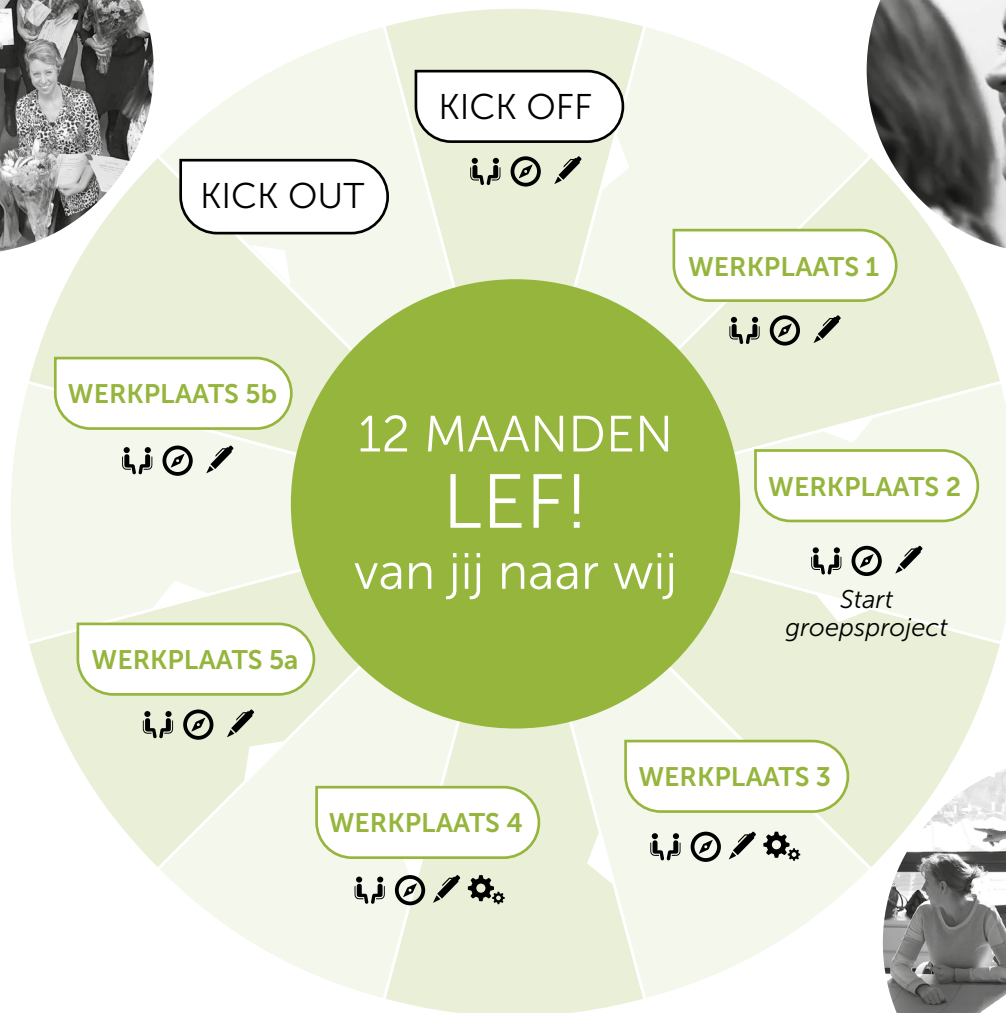 KICK OFF
KICK OUT
WERKPLAATS 1
WERKPLAATS 5b
12 MAANDEN
LEF!
van jij naar wij
WERKPLAATS 2
Start
groepsproject
WERKPLAATS 5a
WERKPLAATS 3
WERKPLAATS 4